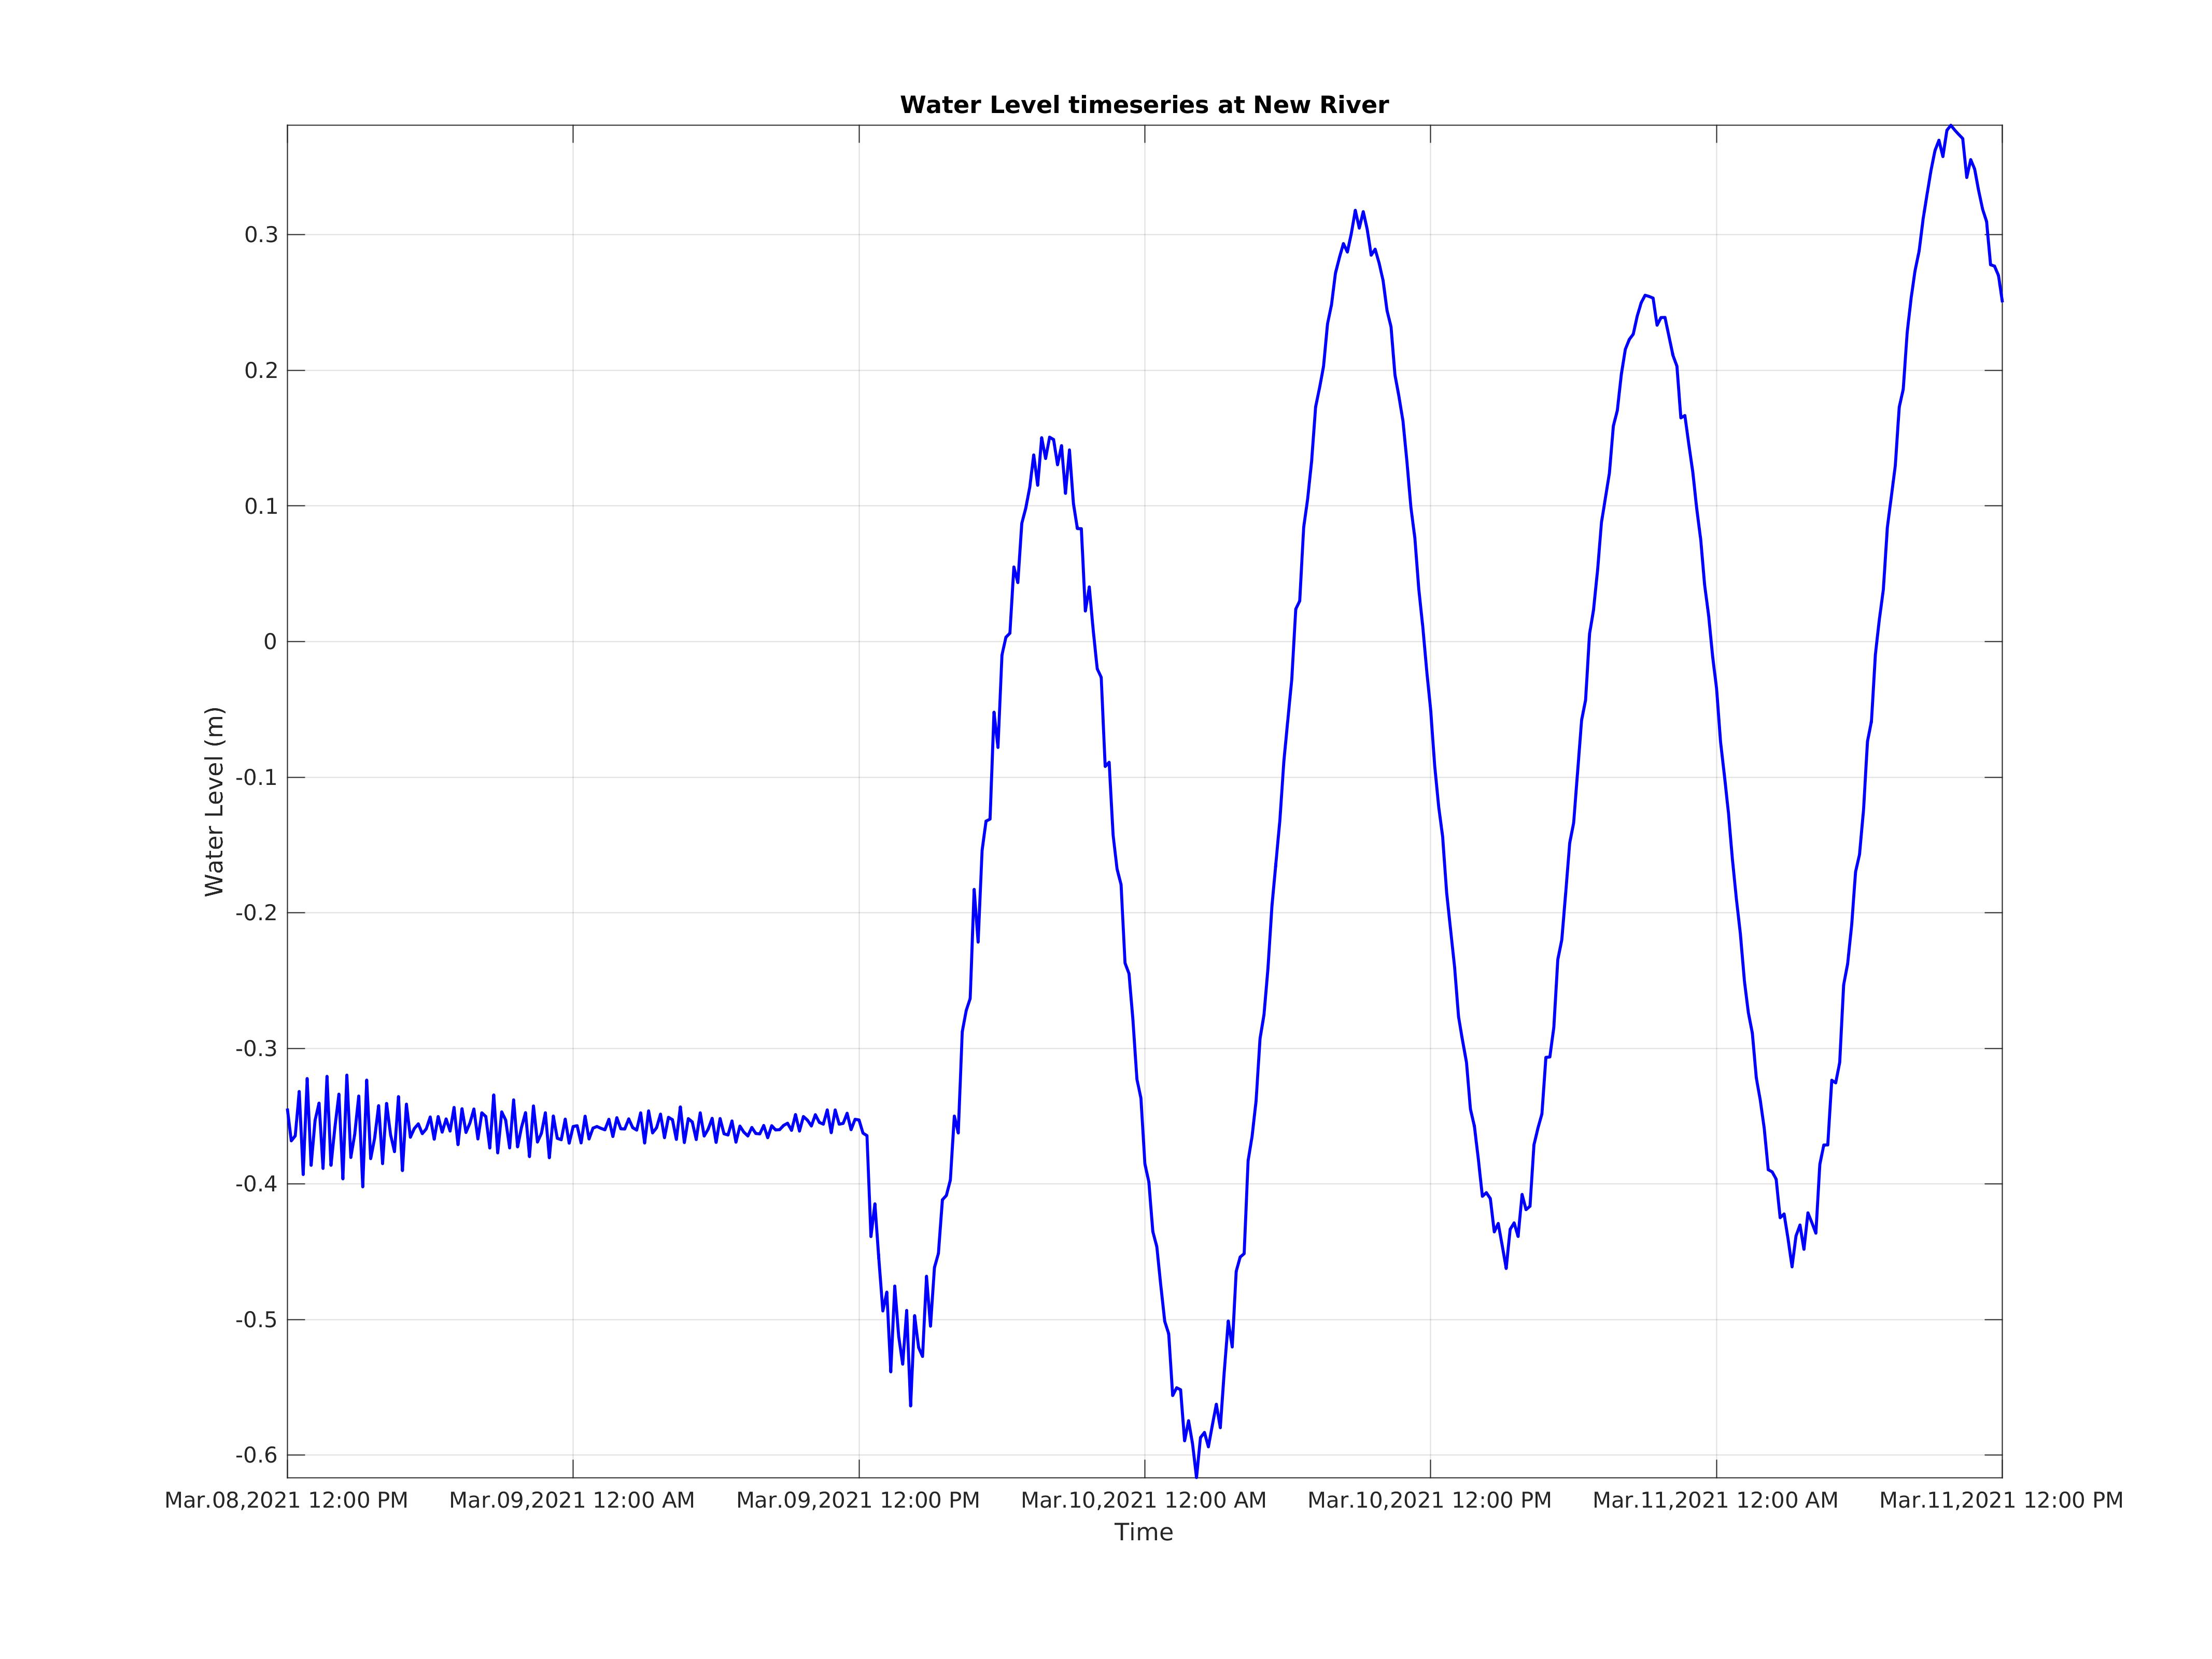 Water Level timeseries at New River
0.3
0.2
0.1
0
-0.1
-0.2
-0.3
-0.4
-0.5
-0.6
Water Level (m)
Mar.08,2021 12:00 PM Mar.09,2021 12:00 AM Mar.09,2021 12:00 PM Mar.10,2021 12:00 AM Mar.10,2021 12:00 PM Mar.11,2021 12:00 AM Mar.11,2021 12:00 PM
Time